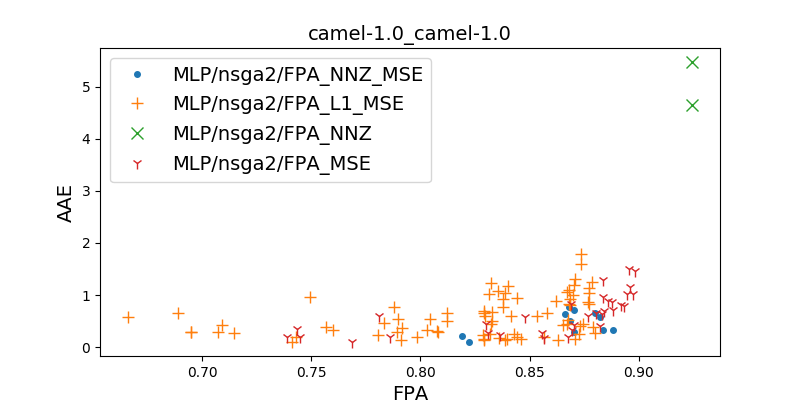 camel-1.0_camel-1.0
MLP/nsga2/FPA_NNZ_MSE
MLP/nsga2/FPA_L1_MSE
MLP/nsga2/FPA_NNZ
MLP/nsga2/FPA_MSE
AAE
5
4
3
2
1
0
0.70 0.75 0.80 0.85 0.90
FPA